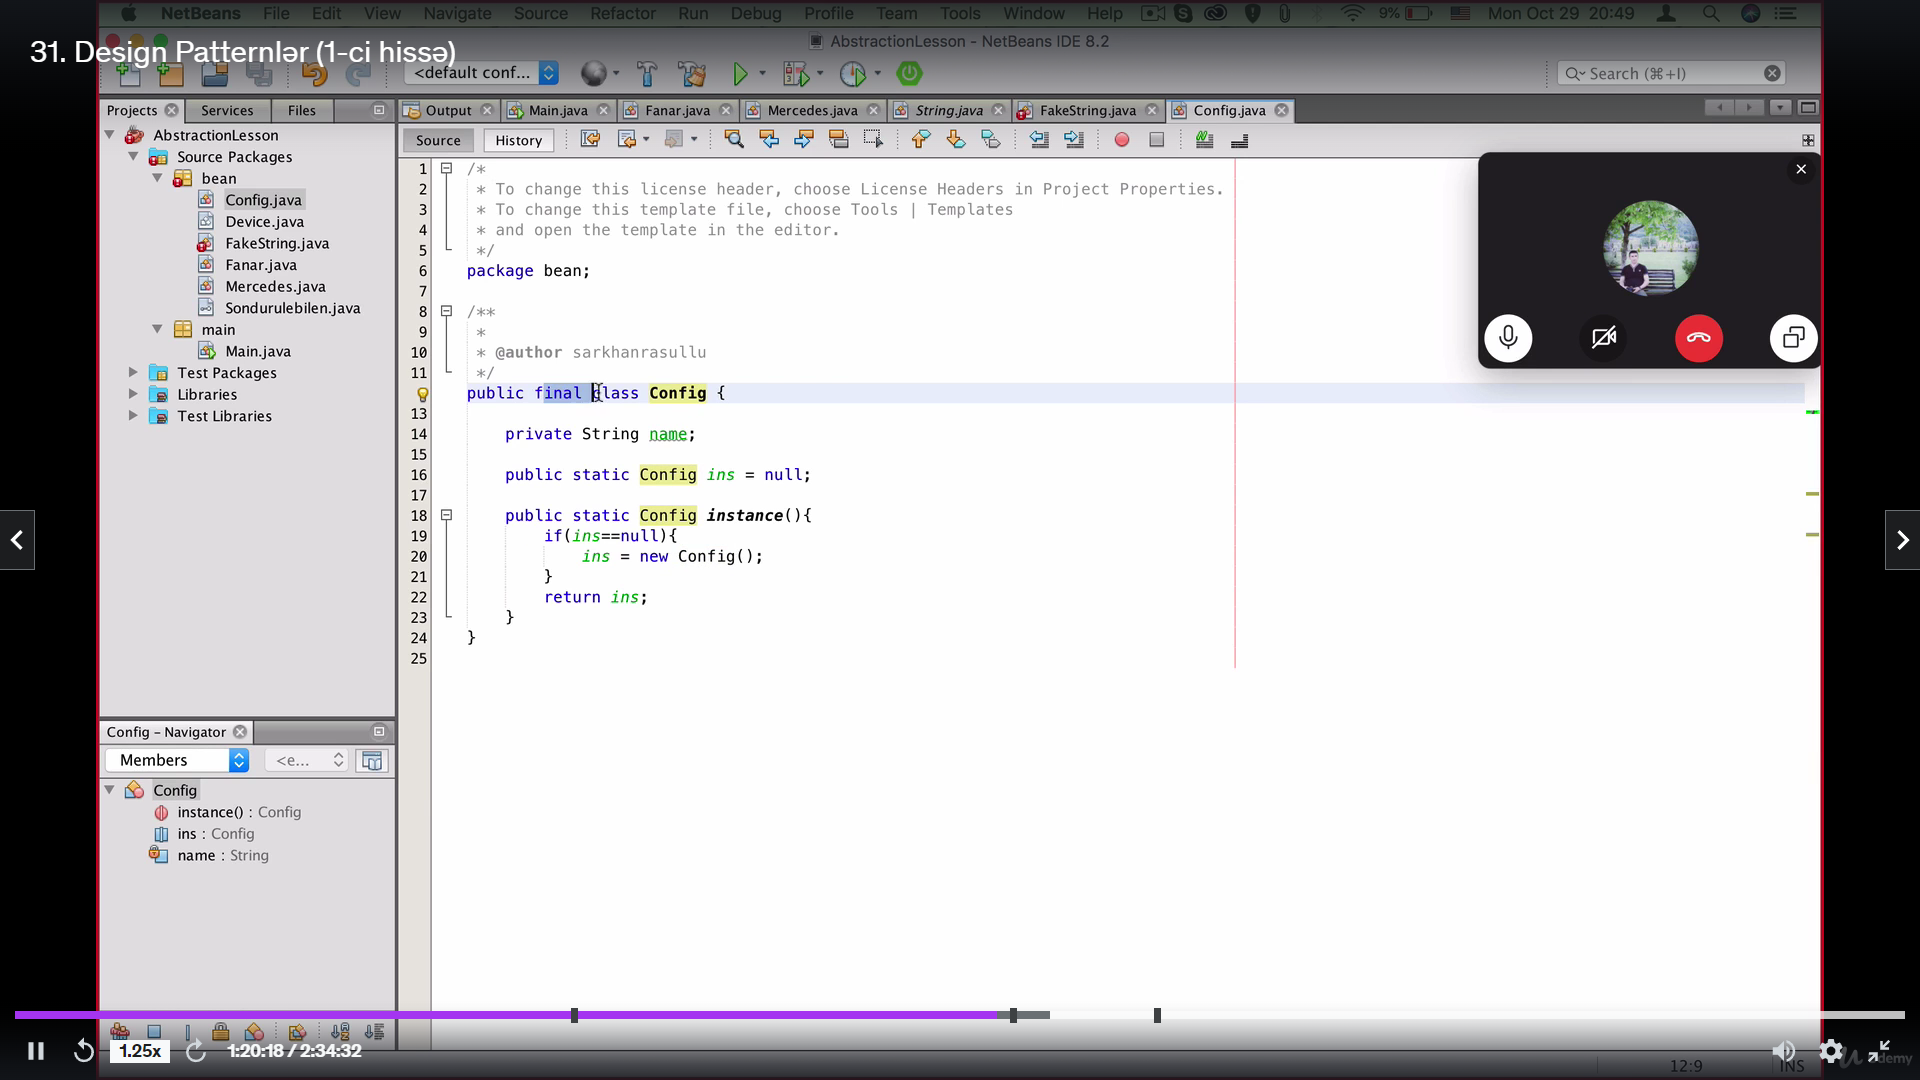 NetBeans File Edit View Navigate Source Refactor Run Debug Profile Team Tools Window Help 9% Mon Oct 29 20:49
31. Design Patternlər (1-ci hissə)
AbstractionLesson - NetBeans IDE 8.2
<default conf...
Search (⌘+I)
Projects Services Files
Output Main.java Fanar.java Mercedes.java String.java FakeString.java Config.java
Source History
AbstractionLesson
Source Packages
bean
Config.java
Device.java
FakeString.java
Fanar.java
Mercedes.java
Sondurulebilen.java
main
Main.java
Test Packages
Libraries
Test Libraries
1 /*
2 * To change this license header, choose License Headers in Project Properties.
3 * To change this template file, choose Tools | Templates
4 * and open the template in the editor.
5 */
6 package bean;
7
8 /**
9 *
10 * @author sarkhanrasullu
11 */
public final class Config {
13
14 private String name;
15
16 public static Config ins = null;
17
18 public static Config instance(){
19 if(ins==null){
20 ins = new Config();
21 }
22 return ins;
23 }
24 }
25
Config - Navigator
Members <e...
Config
instance() : Config
ins : Config
name : String
1.25x 1:20:18 / 2:34:32
12:9 INS
udemy